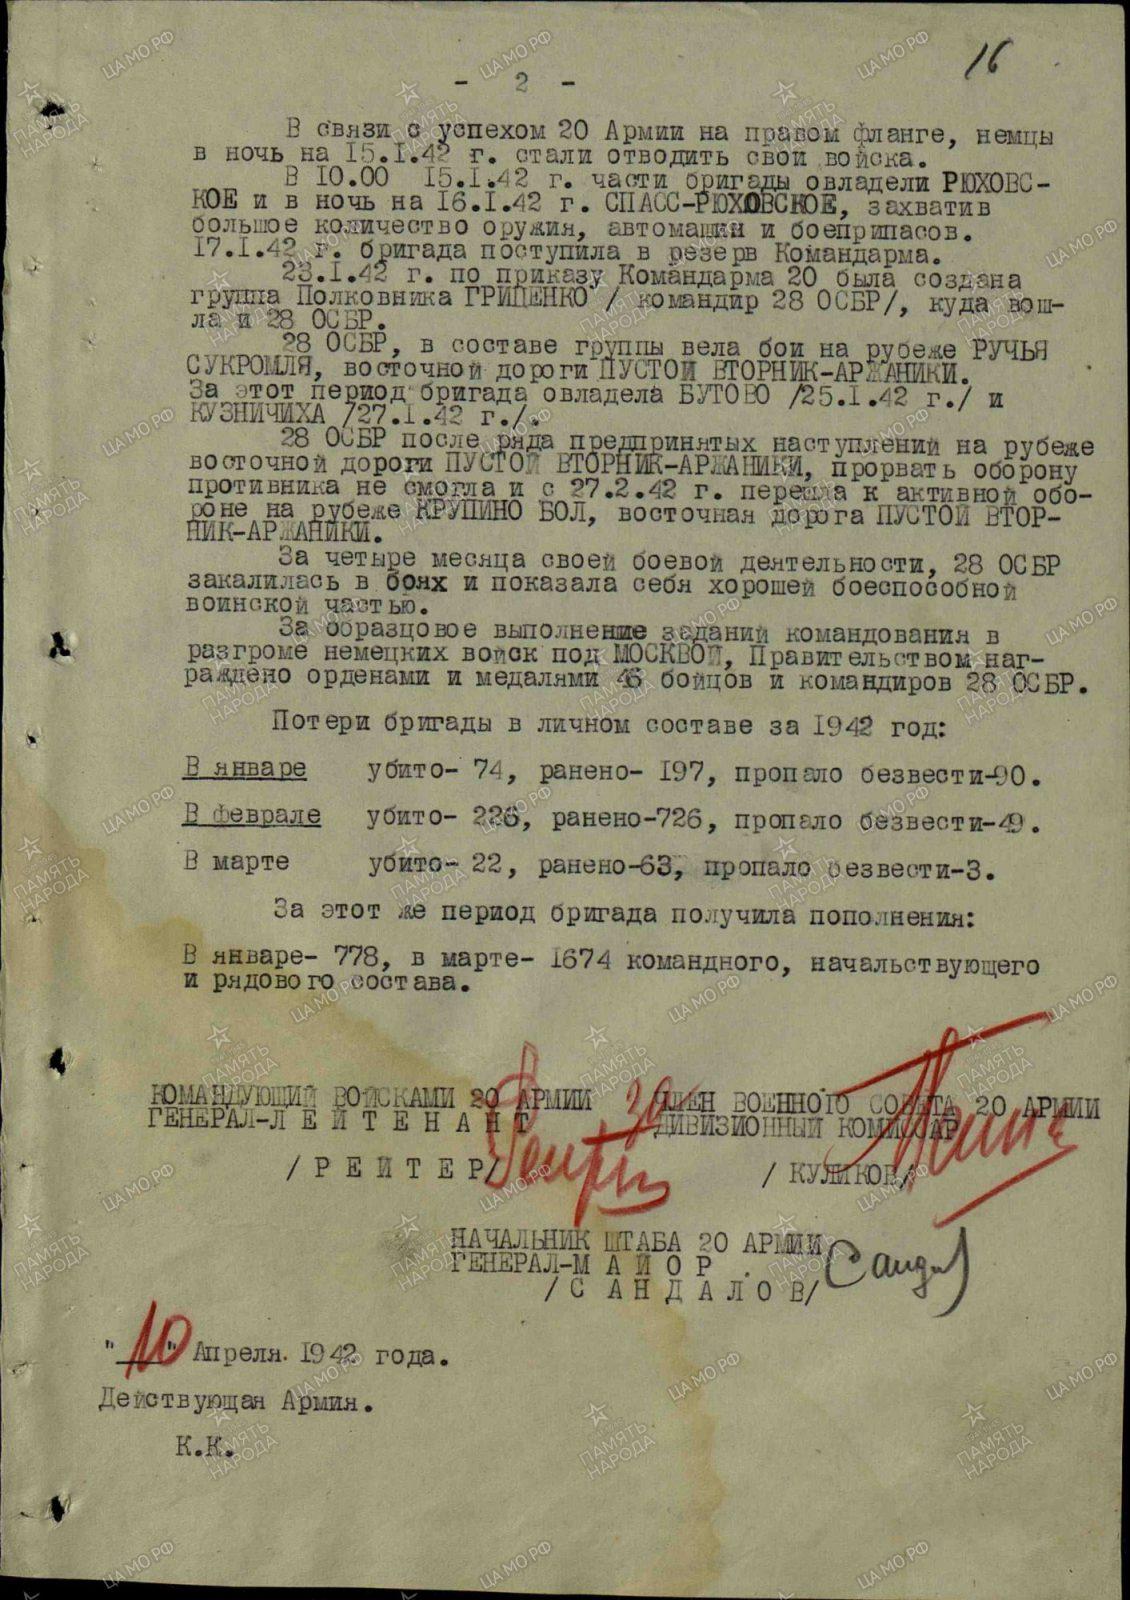 16
- 2 -
В связи с успехом 20 Армии на правом фланге, немцы
в ночь на 15.I.42 г. стали отводить свои войска.
В 10.00 15.I.42 г. части бригады овладели РЮХОВС-
КОЕ и в ночь на 16.I.42 г. СПАСС-РЮХОВСКОЕ, захватив
большое количество оружия, автомашин и боеприпасов.
17.I.42 г. бригада поступила в резерв Командарма.
23.I.42 г. по приказу Командарма 20 была создана
группа Полковника ГРИЦЕНКО / командир 28 ОСБР/, куда вош-
ла и 28 ОСБР.
28 ОСБР, в составе группы вела бои на рубеже РУЧЬЯ
СУКРОМЛЯ, восточной дороги ПУСТОЙ ВТОРНИК-АРЖАНИКИ.
За этот период бригада овладела БУТОВО /25.I.42 г./ и
КУЗНИЧИХА /27.I.42 г./.
28 ОСБР после ряда предпринятых наступлений на рубеже
восточной дороги ПУСТОЙ ВТОРНИК-АРЖАНИКИ, прорвать оборону
противника не смогла и с 27.2.42 г. перешла к активной обо-
роне на рубеже КРУПИНО БОЛ, восточная дорога ПУСТОЙ ВТОР-
НИК-АРЖАНИКИ.
За четыре месяца своей боевой деятельности, 28 ОСБР
закалилась в боях и показала себя хорошей боеспособной
воинской частью.
За образцовое выполнение заданий командования в
разгроме немецких войск под МОСКВОЙ, Правительством наг-
раждено орденами и медалями 46 бойцов и командиров 28 ОСБР.
Потери бригады в личном составе за 1942 год:
В январе убито- 74, ранено- 197, пропало безвести-90.
В феврале убито- 226, ранено-726, пропало безвести-49.
В марте убито- 22, ранено-63, пропало безвести-3.
За этот же период бригада получила пополнения:
В январе- 778, в марте- 1674 командного, начальствующего
и рядового состава.
КОМАНДУЮЩИЙ ВОЙСКАМИ 20 АРМИИ ЧЛЕН ВОЕННОГО СОВЕТА 20 АРМИИ
ГЕНЕРАЛ-Л Е Й Т Е Н А Н Т ДИВИЗИОННЫЙ КОМИССАР
/ Р Е Й Т Е Р/ / КУЛИКОВ/
НАЧАЛЬНИК ШТАБА 20 АРМИИ
ГЕНЕРАЛ-М А Й О Р
/ С А Н Д А Л О В/
"10" Апреля 1942 года.
Действующая Армия.
К.К.